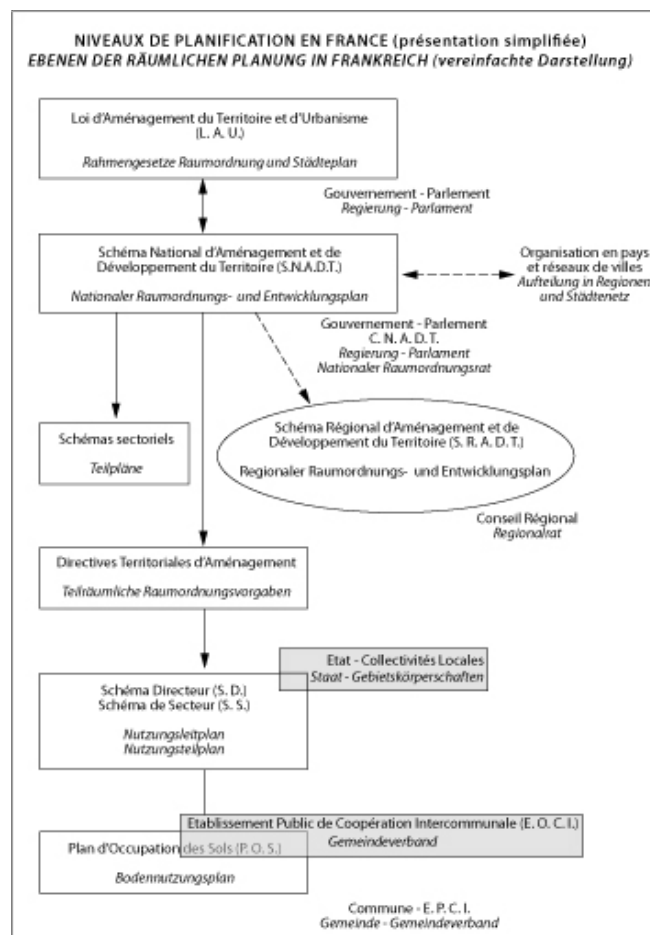 NIVEAUX DE PLANIFICATION EN FRANCE (présentation simplifiée)
EBENEN DER RÄUMLICHEN PLANUNG IN FRANKREICH (vereinfachte Darstellung)
Loi d'Aménagement du Territoire et d'Urbanisme
(L. A. U.)
Rahmengesetze Raumordnung und Städteplan
Gouvernement - Parlement
Regierung - Parlament
Schéma National d'Aménagement et de
Développement du Territoire (S.N.A.D.T.)
Nationaler Raumordnungs- und Entwicklungsplan
Organisation en pays
et réseaux de villes
Aufteilung in Regionen
und Städtenetz
Gouvernement - Parlement
C. N. A. D. T.
Regierung - Parlament
Nationaler Raumordnungsrat
Schémas sectoriels
Teilpläne
Schéma Régional d'Aménagement et de
Développement du Territoire (S. R. A. D. T.)
Regionaler Raumordnungs- und Entwicklungsplan
Conseil Régional
Regionalrat
Directives Territoriales d'Aménagement
Teilräumliche Raumordnungsvorgaben
Etat - Collectivités Locales
Staat - Gebietskörperschaften
Schéma Directeur (S. D.)
Schéma de Secteur (S. S.)
Nutzungsleitplan
Nutzungsteilplan
Etablissement Public de Coopération Intercommunale (E. O. C. I.)
Gemeindeverband
Plan d'Occupation des Sols (P. O. S.)
Bodennutzungsplan
Commune - E. P. C. I.
Gemeinde - Gemeindeverband